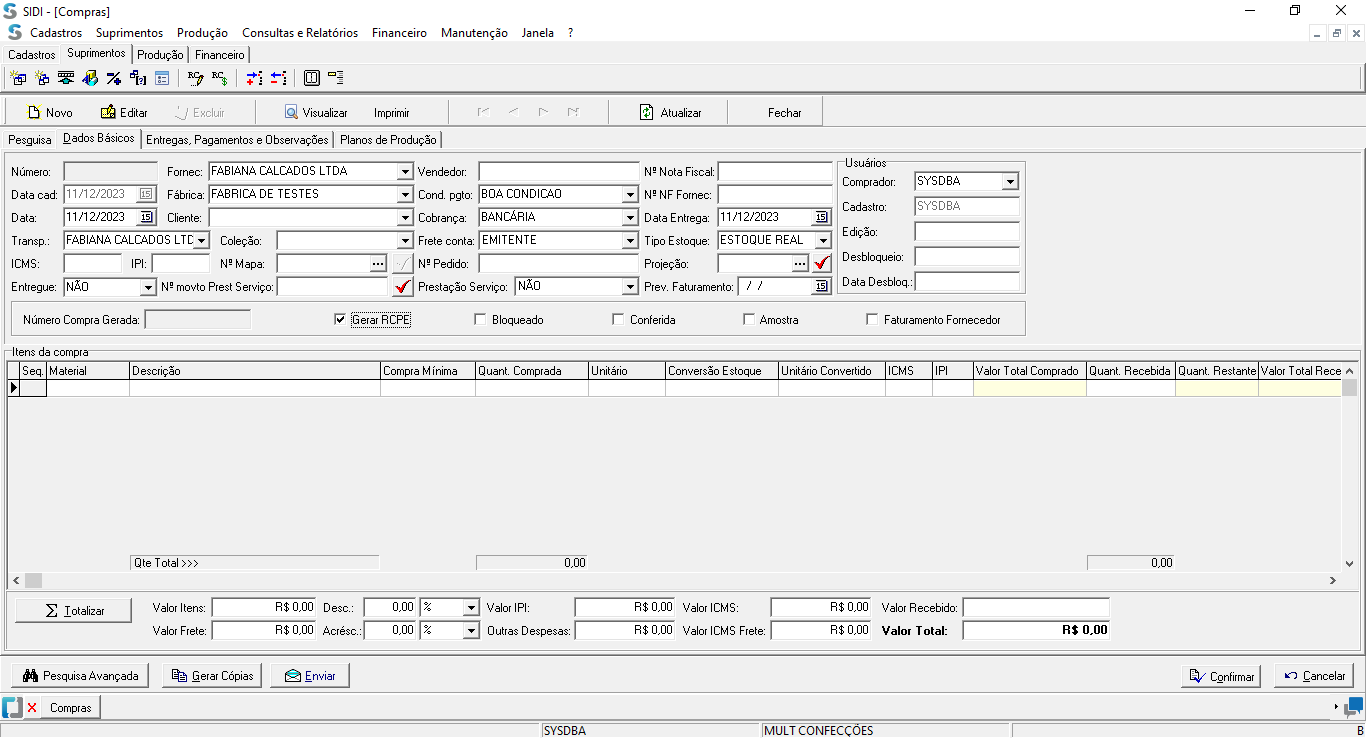 SIDI - [Compras]
Cadastros Suprimentos Produção Consultas e Relatórios Financeiro Manutenção Janela ?
Cadastros Suprimentos Produção Financeiro
Novo Editar Excluir Visualizar Imprimir Atualizar Fechar
Pesquisa Dados Básicos Entregas, Pagamentos e Observações Planos de Produção
Número: Fornec: FABIANA CALCADOS LTDA Vendedor: Nº Nota Fiscal: Usuários
Data cad: 11/12/2023 15 Fábrica: FABRICA DE TESTES Cond. pgto: BOA CONDICAO Nº NF Fornec: Comprador: SYSDBA
Data: 11/12/2023 15 Cliente: Cobrança: BANCÁRIA Data Entrega: 11/12/2023 15 Cadastro: SYSDBA
Transp.: FABIANA CALCADOS LTC Coleção: Frete conta: EMITENTE Tipo Estoque: ESTOQUE REAL Edição:
ICMS: IPI: Nº Mapa: ... Nº Pedido: Projeção: ... Desbloqueio:
Entregue: NÃO Nº movto Prest Serviço: Prestação Serviço: NÃO Prev. Faturamento: / / 15 Data Desbloq.:
Número Compra Gerada: Gerar RCPE Bloqueado Conferida Amostra Faturamento Fornecedor
Itens da compra
Seq. Material Descrição Compra Mínima Quant. Comprada Unitário Conversão Estoque Unitário Convertido ICMS IPI Valor Total Comprado Quant. Recebida Quant. Restante Valor Total Rece
Qte Total >>> 0,00 0,00
Σ Totalizar Valor Itens: R$ 0,00 Desc.: 0,00 % Valor IPI: R$ 0,00 Valor ICMS: R$ 0,00 Valor Recebido:
Valor Frete: R$ 0,00 Acrésc.: 0,00 % Outras Despesas: R$ 0,00 Valor ICMS Frete: R$ 0,00 Valor Total: R$ 0,00
Pesquisa Avançada Gerar Cópias Enviar Confirmar Cancelar
Compras
SYSDBA MULT CONFECÇÕES B